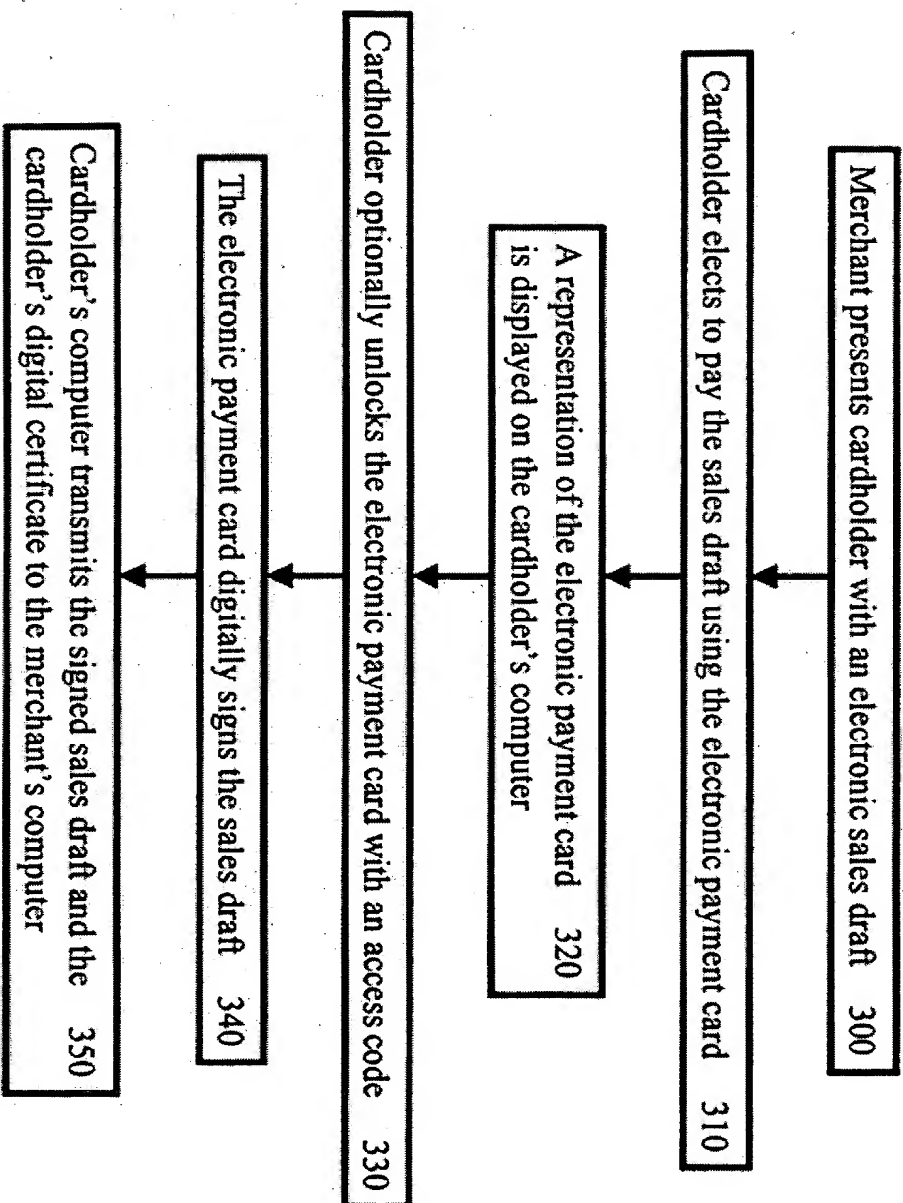 Merchant presents cardholder with an electronic sales draft 300
Cardholder elects to pay the sales draft using the electronic payment card 310
A representation of the electronic payment card 320
is displayed on the cardholder's computer
Cardholder optionally unlocks the electronic payment card with an access code 330
The electronic payment card digitally signs the sales draft 340
Cardholder's computer transmits the signed sales draft and the 350
cardholder's digital certificate to the merchant's computer